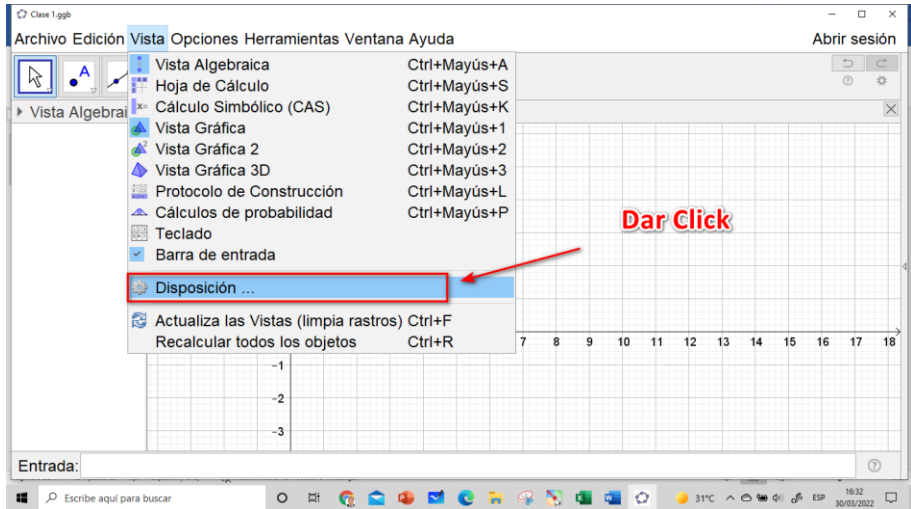 Clase 1.ggb
Archivo Edición Vista Opciones Herramientas Ventana Ayuda Abrir sesión
A
Vista Algebrai
Vista Algebraica Ctrl+Mayús+A
Hoja de Cálculo Ctrl+Mayús+S
x= Cálculo Simbólico (CAS) Ctrl+Mayús+K
Vista Gráfica Ctrl+Mayús+1
2 Vista Gráfica 2 Ctrl+Mayús+2
Vista Gráfica 3D Ctrl+Mayús+3
Protocolo de Construcción Ctrl+Mayús+L
Cálculos de probabilidad Ctrl+Mayús+P
Teclado
Barra de entrada
Disposición ...
Actualiza las Vistas (limpia rastros) Ctrl+F
Recalcular todos los objetos Ctrl+R
Dar Click
7 8 9 10 11 12 13 14 15 16 17 18
−1
−2
−3
Entrada:
Escribe aquí para buscar 31°C ESP 16:32
30/03/2022